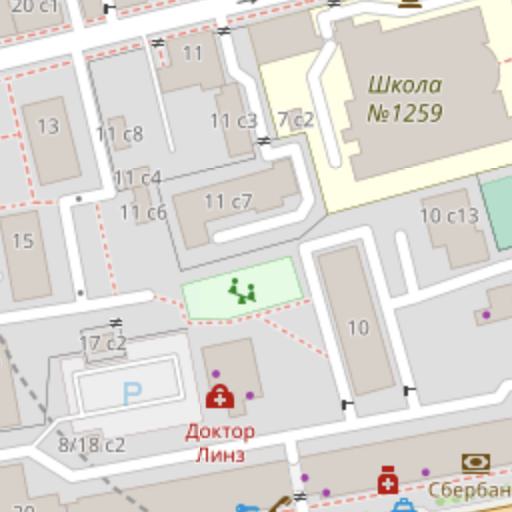 20 с1
11
Школа
№1259
13
11 с8
11 с3
7 с2
11 с4
11 с6
11 с7
10 с13
15
10
17 с2
P
Доктор
Линз
8/18 с2
Сбербан
20